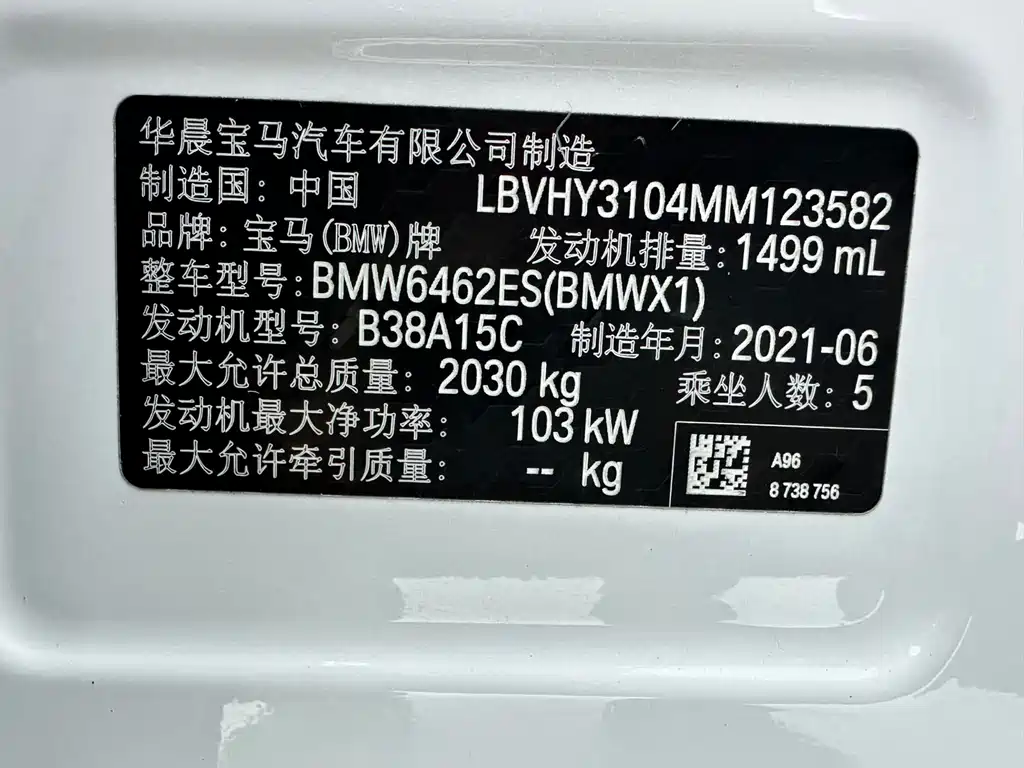 华晨宝马汽车有限公司制造
制造国：中国 LBVHY3104MM123582
品牌：宝马(BMW)牌 发动机排量：1499 mL
整车型号：BMW6462ES(BMWX1)
发动机型号：B38A15C 制造年月：2021-06
最大允许总质量：2030 kg 乘坐人数：5
发动机最大净功率：103 kW
最大允许牵引质量：-- kg
A96
8 738 756